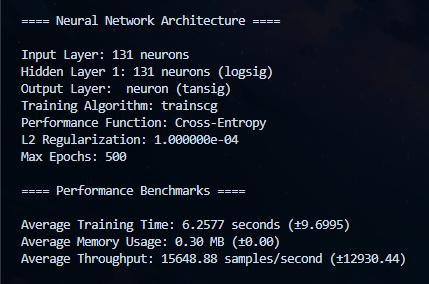 ==== Neural Network Architecture ====
Input Layer: 131 neurons
Hidden Layer 1: 131 neurons (logsig)
Output Layer:  neuron (tansig)
Training Algorithm: trainscg
Performance Function: Cross-Entropy
L2 Regularization: 1.000000e-04
Max Epochs: 500
==== Performance Benchmarks ====
Average Training Time: 6.2577 seconds (±9.6995)
Average Memory Usage: 0.30 MB (±0.00)
Average Throughput: 15648.88 samples/second (±12930.44)